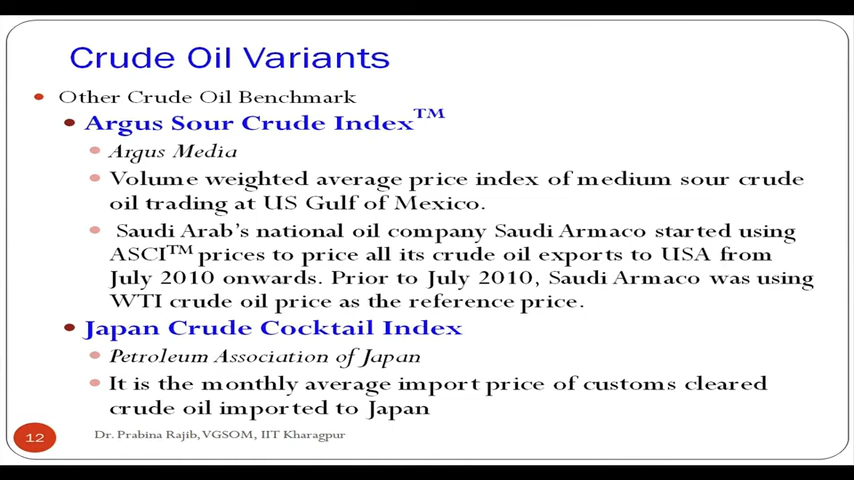 Crude Oil Variants
Other Crude Oil Benchmark
Argus Sour Crude Index™
Argus Media
Volume weighted average price index of medium sour crude
oil trading at US Gulf of Mexico.
Saudi Arab's national oil company Saudi Armaco started using
ASCI™ prices to price all its crude oil exports to USA from
July 2010 onwards. Prior to July 2010, Saudi Armaco was using
WTI crude oil price as the reference price.
Japan Crude Cocktail Index
Petroleum Association of Japan
It is the monthly average import price of customs cleared
crude oil imported to Japan
12
Dr. Prabina Rajib, VGSOM, IIT Kharagpur